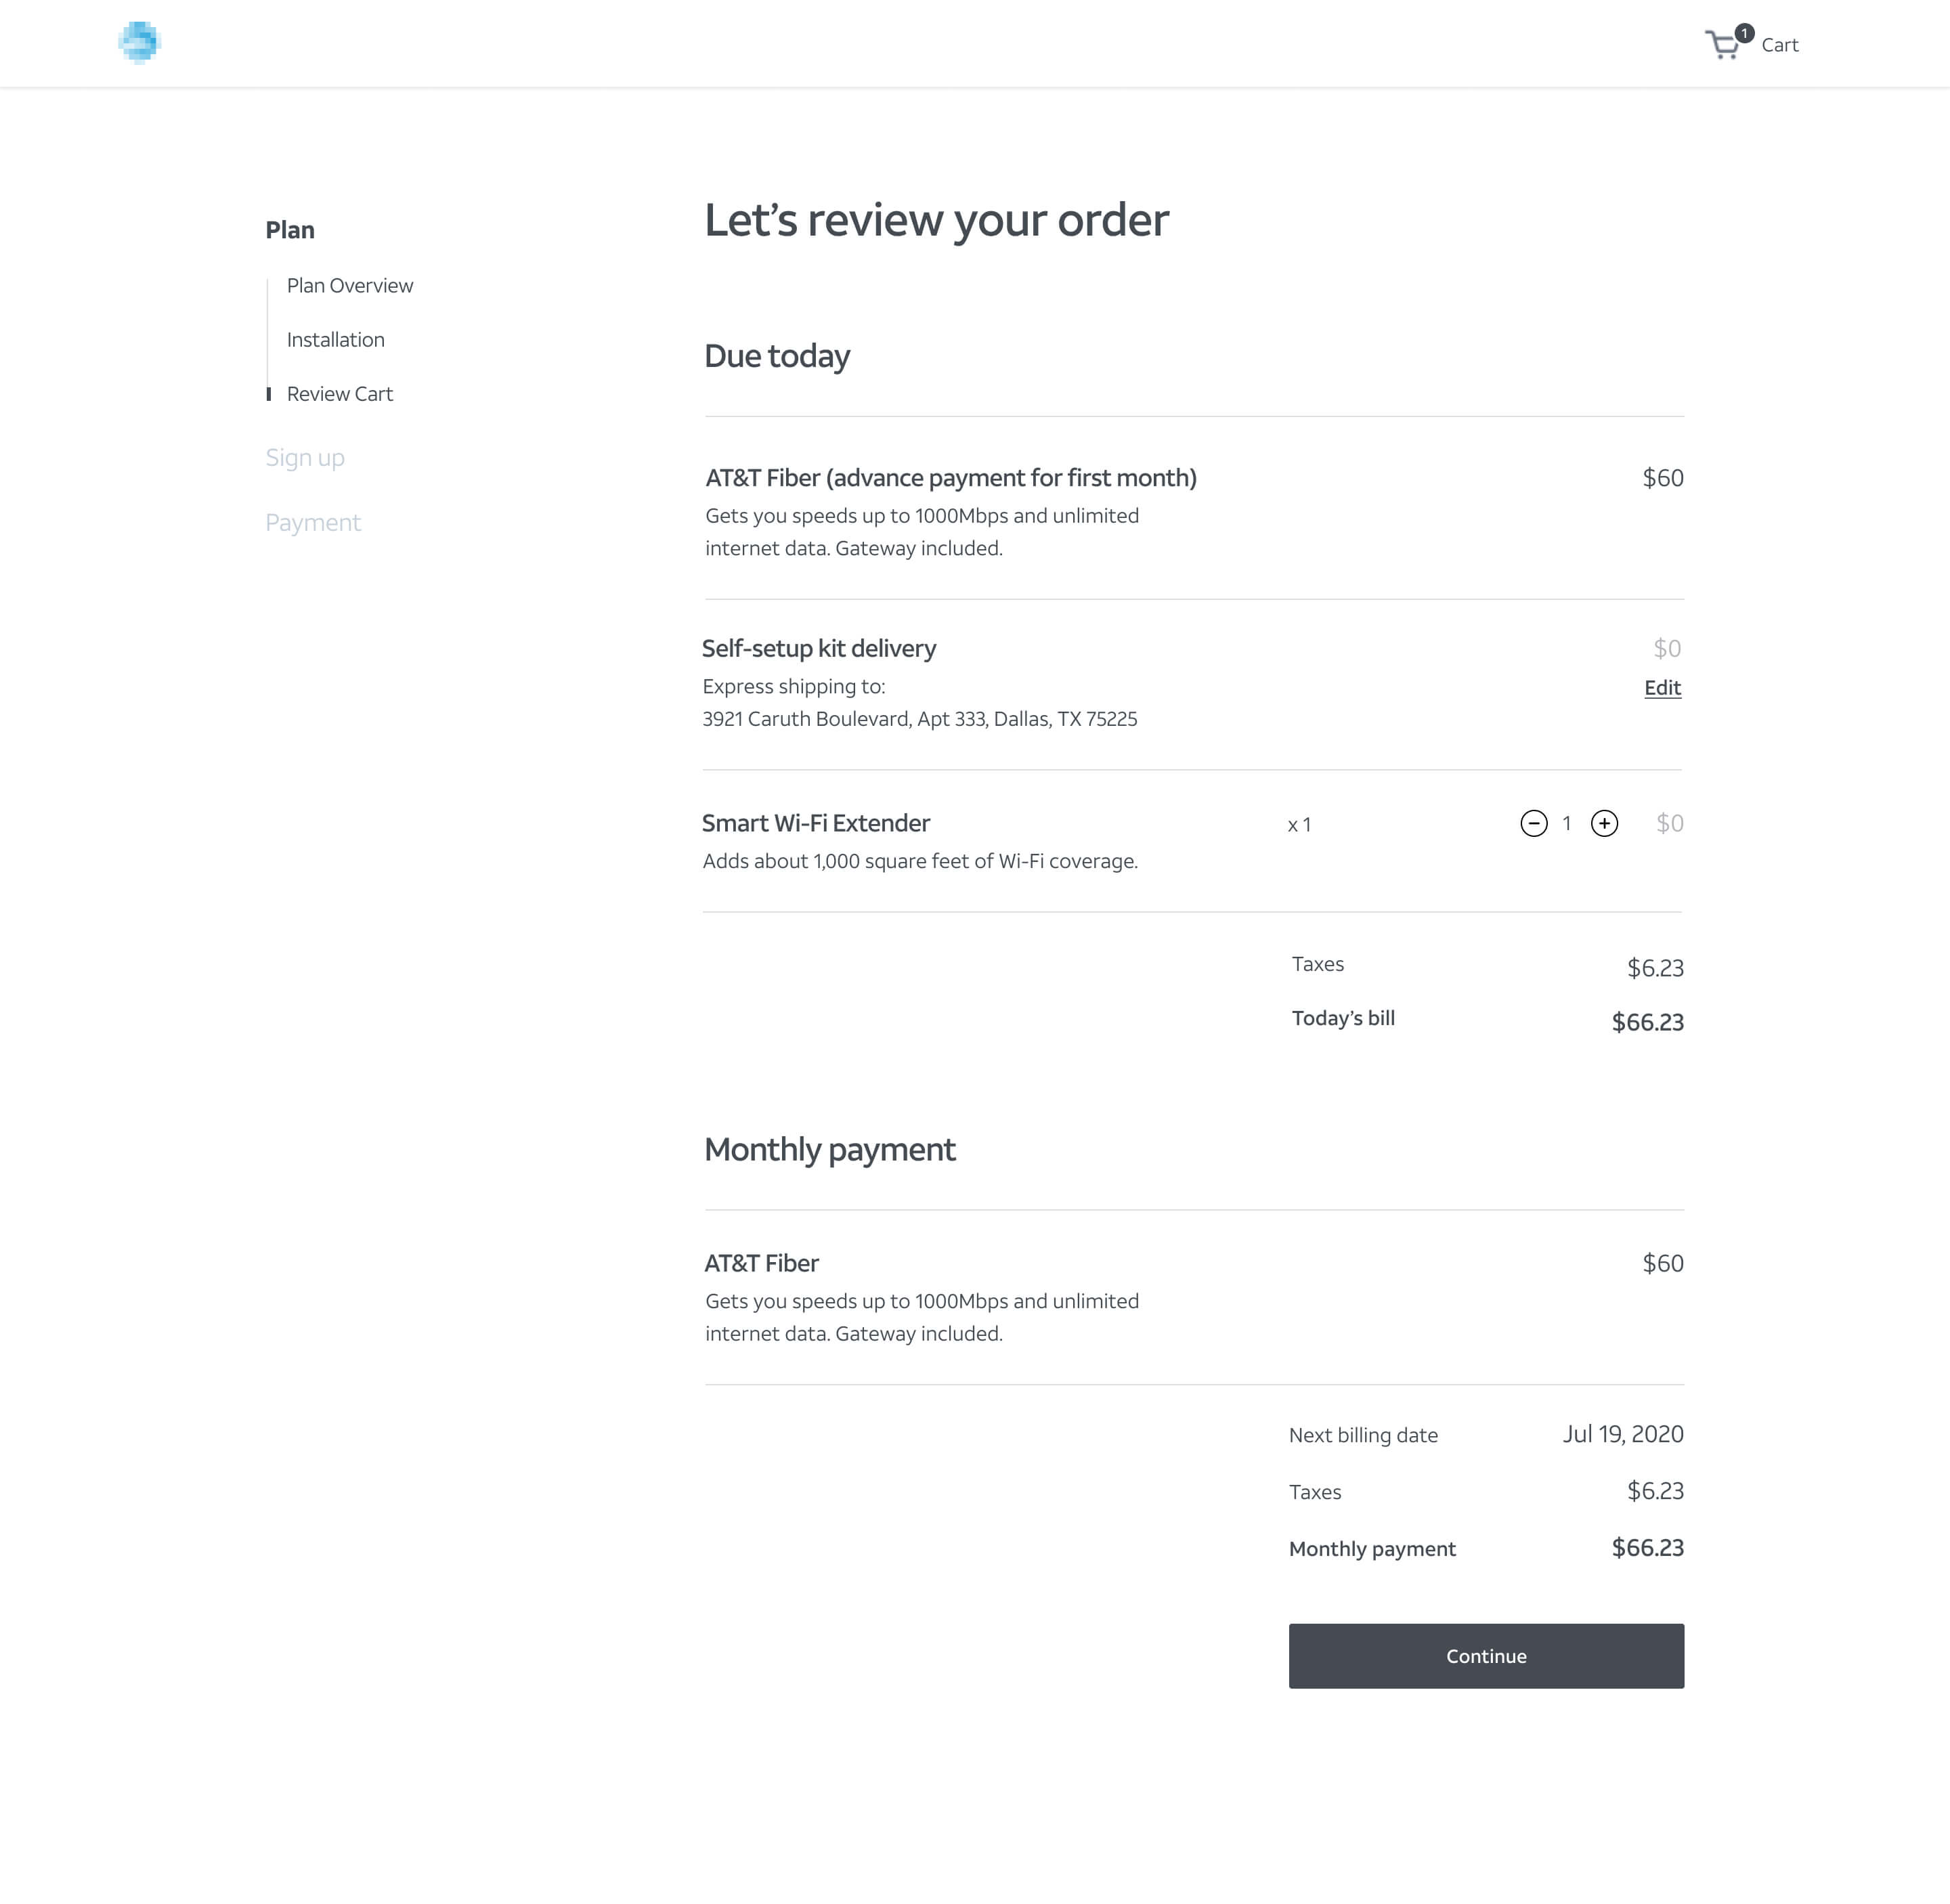 1
Cart
Plan
Plan Overview
Installation
Review Cart
Sign up
Payment
Let’s review your order
Due today
AT&T Fiber (advance payment for first month) $60
Gets you speeds up to 1000Mbps and unlimited
internet data. Gateway included.
Self-setup kit delivery $0
Express shipping to: Edit
3921 Caruth Boulevard, Apt 333, Dallas, TX 75225
Smart Wi-Fi Extender x 1 1 $0
Adds about 1,000 square feet of Wi-Fi coverage.
Taxes $6.23
Today’s bill $66.23
Monthly payment
AT&T Fiber $60
Gets you speeds up to 1000Mbps and unlimited
internet data. Gateway included.
Next billing date Jul 19, 2020
Taxes $6.23
Monthly payment $66.23
Continue